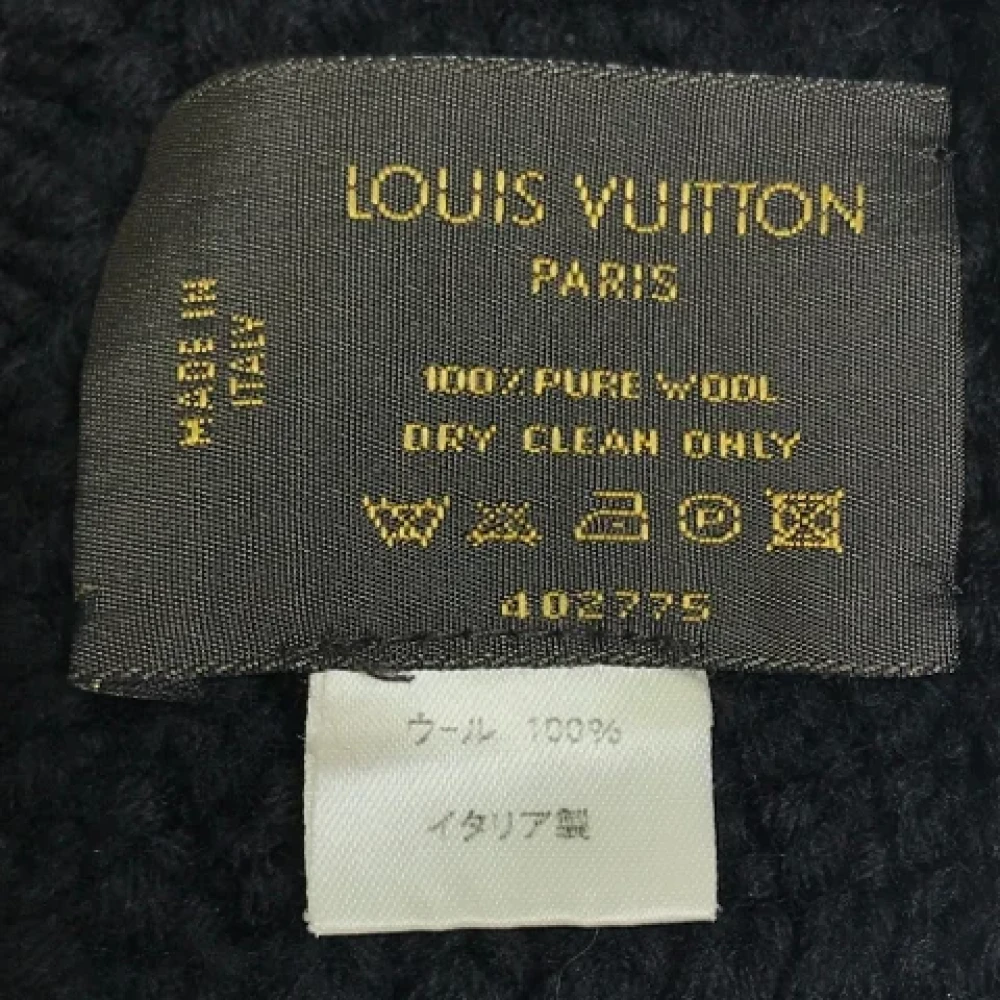 LOUIS VUITTON
PARIS
MADE IN
ITALY
100% PURE WOOL
DRY CLEAN ONLY
P
402775
ウール 100%
イタリア製